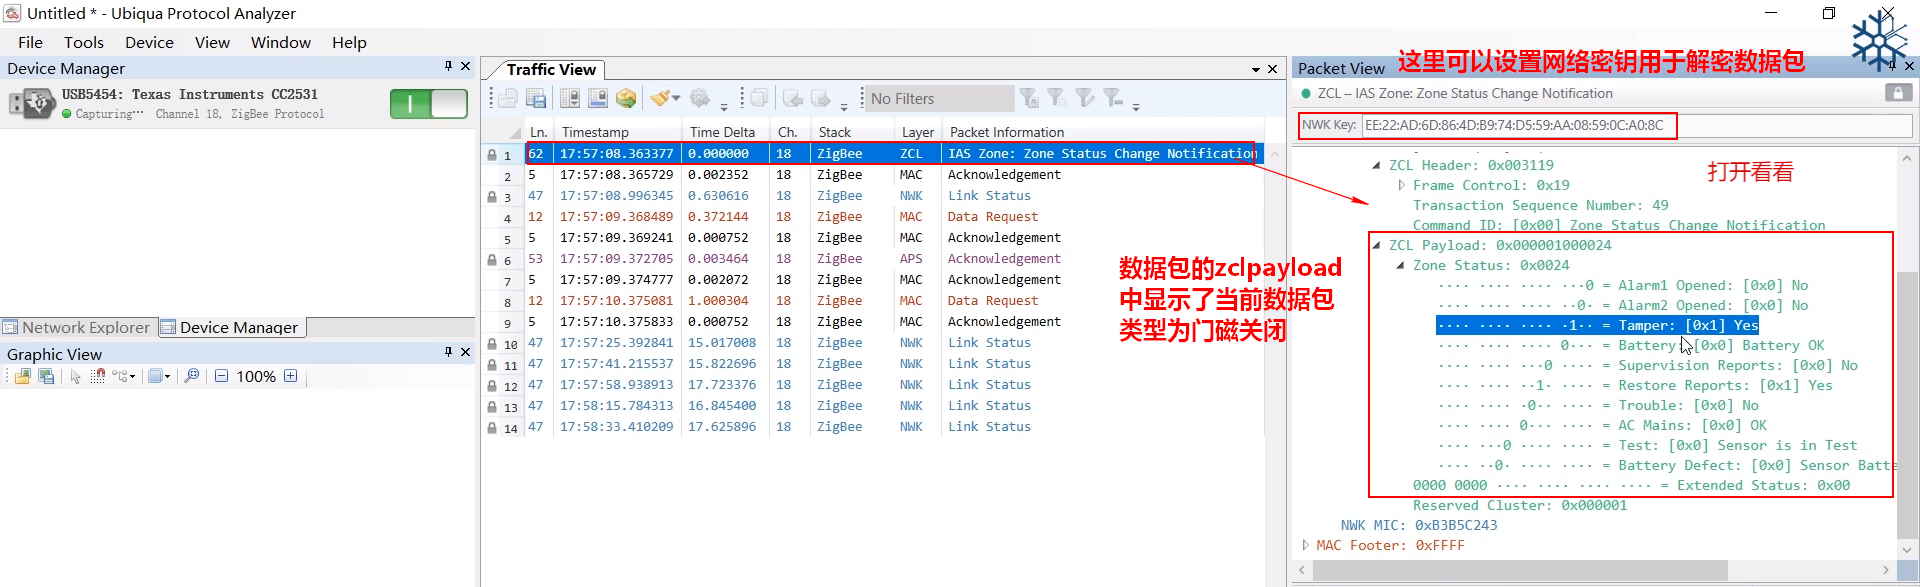 Untitled * - Ubiqua Protocol Analyzer
File Tools Device View Window Help
Device Manager
USB5454: Texas Instruments CC2531
Capturing··· Channel 18, ZigBee Protocol
Network Explorer Device Manager
Graphic View
100%
Traffic View
No Filters
Ln. Timestamp Time Delta Ch. Stack Layer Packet Information
1 62 17:57:08.363377 0.000000 18 ZigBee ZCL IAS Zone: Zone Status Change Notification
2 5 17:57:08.365729 0.002352 18 ZigBee MAC Acknowledgement
3 47 17:57:08.996345 0.630616 18 ZigBee NWK Link Status
4 12 17:57:09.368489 0.372144 18 ZigBee MAC Data Request
5 5 17:57:09.369241 0.000752 18 ZigBee MAC Acknowledgement
6 53 17:57:09.372705 0.003464 18 ZigBee APS Acknowledgement
7 5 17:57:09.374777 0.002072 18 ZigBee MAC Acknowledgement
8 12 17:57:10.375081 1.000304 18 ZigBee MAC Data Request
9 5 17:57:10.375833 0.000752 18 ZigBee MAC Acknowledgement
10 47 17:57:25.392841 15.017008 18 ZigBee NWK Link Status
11 47 17:57:41.215537 15.822696 18 ZigBee NWK Link Status
12 47 17:57:58.938913 17.723376 18 ZigBee NWK Link Status
13 47 17:58:15.784313 16.845400 18 ZigBee NWK Link Status
14 47 17:58:33.410209 17.625896 18 ZigBee NWK Link Status
数据包的zclpayload
中显示了当前数据包
类型为门磁关闭
Packet View
这里可以设置网络密钥用于解密数据包
ZCL – IAS Zone: Zone Status Change Notification
NWK Key: EE:22:AD:6D:86:4D:B9:74:D5:59:AA:08:59:0C:A0:8C
打开看看
ZCL Header: 0x003119
Frame Control: 0x19
Transaction Sequence Number: 49
Command ID: [0x00] Zone Status Change Notification
ZCL Payload: 0x000001000024
Zone Status: 0x0024
···· ···· ···· ···0 = Alarm1 Opened: [0x0] No
···· ···· ···· ··0· = Alarm2 Opened: [0x0] No
···· ···· ···· ·1·· = Tamper: [0x1] Yes
···· ···· ···· 0··· = Battery: [0x0] Battery OK
···· ···· ···0 ···· = Supervision Reports: [0x0] No
···· ···· ··1· ···· = Restore Reports: [0x1] Yes
···· ···· ·0·· ···· = Trouble: [0x0] No
···· ···· 0··· ···· = AC Mains: [0x0] OK
···· ···0 ···· ···· = Test: [0x0] Sensor is in Test
···· ··0· ···· ···· = Battery Defect: [0x0] Sensor Batte
0000 0000 ···· ···· ···· ···· = Extended Status: 0x00
Reserved Cluster: 0x000001
NWK MIC: 0xB3B5C243
MAC Footer: 0xFFFF